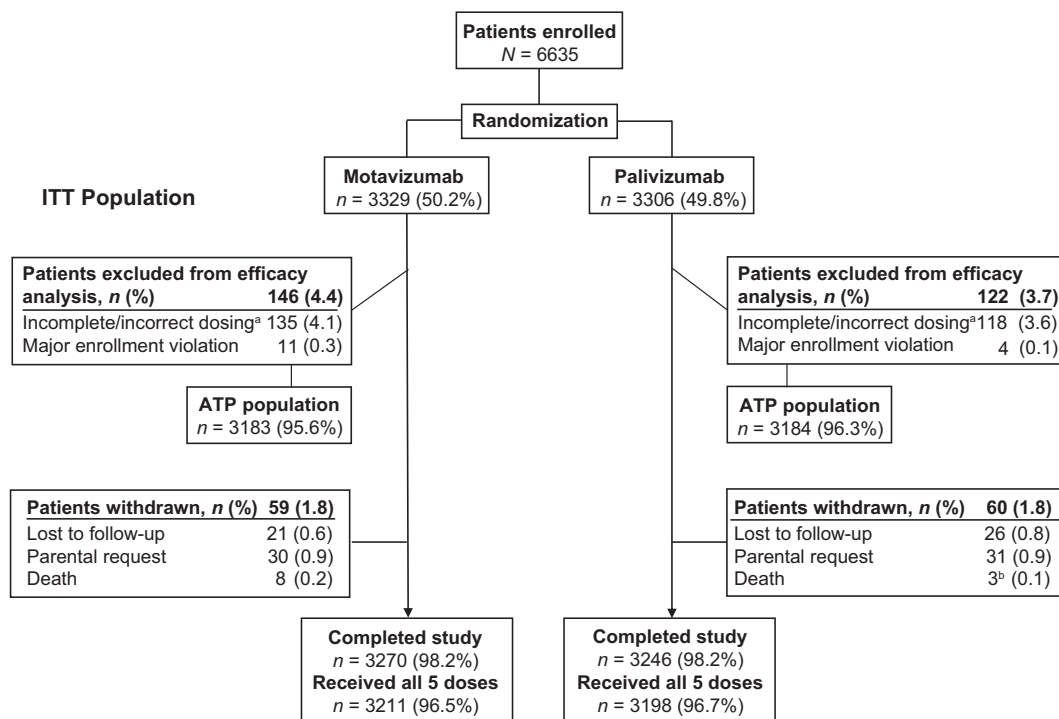 Patients enrolled
N = 6635
Randomization
Motavizumab
n = 3329 (50.2%)
Palivizumab
n = 3306 (49.8%)
ITT Population
Patients excluded from efficacy
analysis, n (%) 146 (4.4)
Incomplete/incorrect dosingᵃ 135 (4.1)
Major enrollment violation 11 (0.3)
Patients excluded from efficacy
analysis, n (%) 122 (3.7)
Incomplete/incorrect dosingᵃ118 (3.6)
Major enrollment violation 4 (0.1)
ATP population
n = 3183 (95.6%)
ATP population
n = 3184 (96.3%)
Patients withdrawn, n (%) 59 (1.8)
Lost to follow-up 21 (0.6)
Parental request 30 (0.9)
Death 8 (0.2)
Patients withdrawn, n (%) 60 (1.8)
Lost to follow-up 26 (0.8)
Parental request 31 (0.9)
Death 3ᵇ (0.1)
Completed study
n = 3270 (98.2%)
Received all 5 doses
n = 3211 (96.5%)
Completed study
n = 3246 (98.2%)
Received all 5 doses
n = 3198 (96.7%)